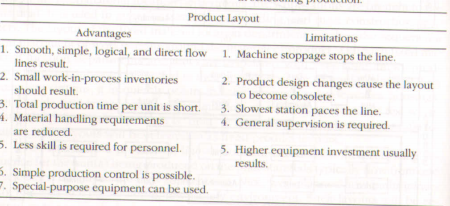 in scheduling production.
Product Layout
Advantages
Limitations
1. Smooth, simple, logical, and direct flow
lines result.
2. Small work-in-process inventories
should result.
3. Total production time per unit is short.
4. Material handling requirements
are reduced.
5. Less skill is required for personnel.
6. Simple production control is possible.
7. Special-purpose equipment can be used.
1. Machine stoppage stops the line.
2. Product design changes cause the layout
to become obsolete.
3. Slowest station paces the line.
4. General supervision is required.
5. Higher equipment investment usually
results.